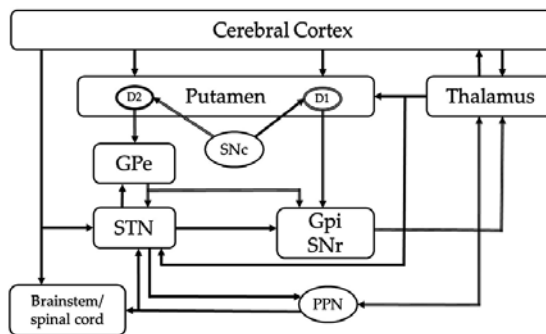 Cerebral Cortex
D2
Putamen
D1
Thalamus
SNc
GPe
STN
Gpi
SNr
Brainstem/
spinal cord
PPN